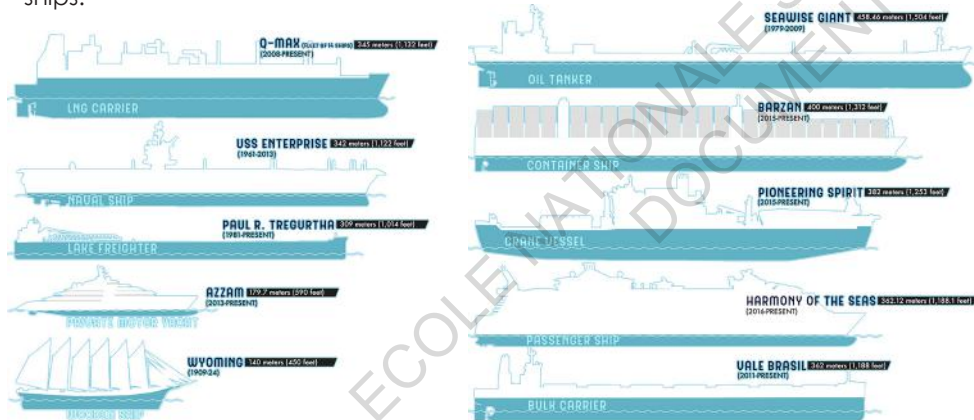 ships.
Q-MAX (FLEET OF 14 SHIPS) 345 meters (1,132 feet)
(2008-PRESENT)
LNG CARRIER
USS ENTERPRISE 342 meters (1,122 feet)
(1961-2013)
NAVAL SHIP
PAUL R. TREGURTHA 309 meters (1,014 feet)
(1981-PRESENT)
LAKE FREIGHTER
AZZAM 179.7 meters (590 feet)
(2013-PRESENT)
PRIVATE MOTOR YACHT
WYOMING 140 meters (450 feet)
(1909-24)
WOODEN SHIP
SEAWISE GIANT 458.46 meters (1,504 feet)
(1979-2009)
OIL TANKER
BARZAN 400 meters (1,312 feet)
(2015-PRESENT)
CONTAINER SHIP
PIONEERING SPIRIT 382 meters (1,253 feet)
(2015-PRESENT)
CRANE VESSEL
HARMONY OF THE SEAS 362.12 meters (1,188.1 feet)
(2016-PRESENT)
PASSENGER SHIP
VALE BRASIL 362 meters (1,188 feet)
(2011-PRESENT)
BULK CARRIER
ECOLE NATIONALE S
DOCUMENT